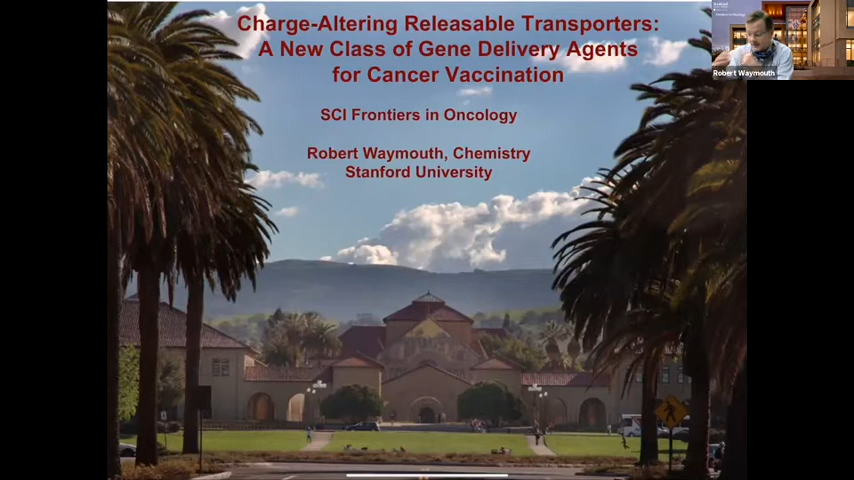 Charge-Altering Releasable Transporters:
A New Class of Gene Delivery Agents
for Cancer Vaccination
SCI Frontiers in Oncology
Robert Waymouth, Chemistry
Stanford University
Robert Waymouth